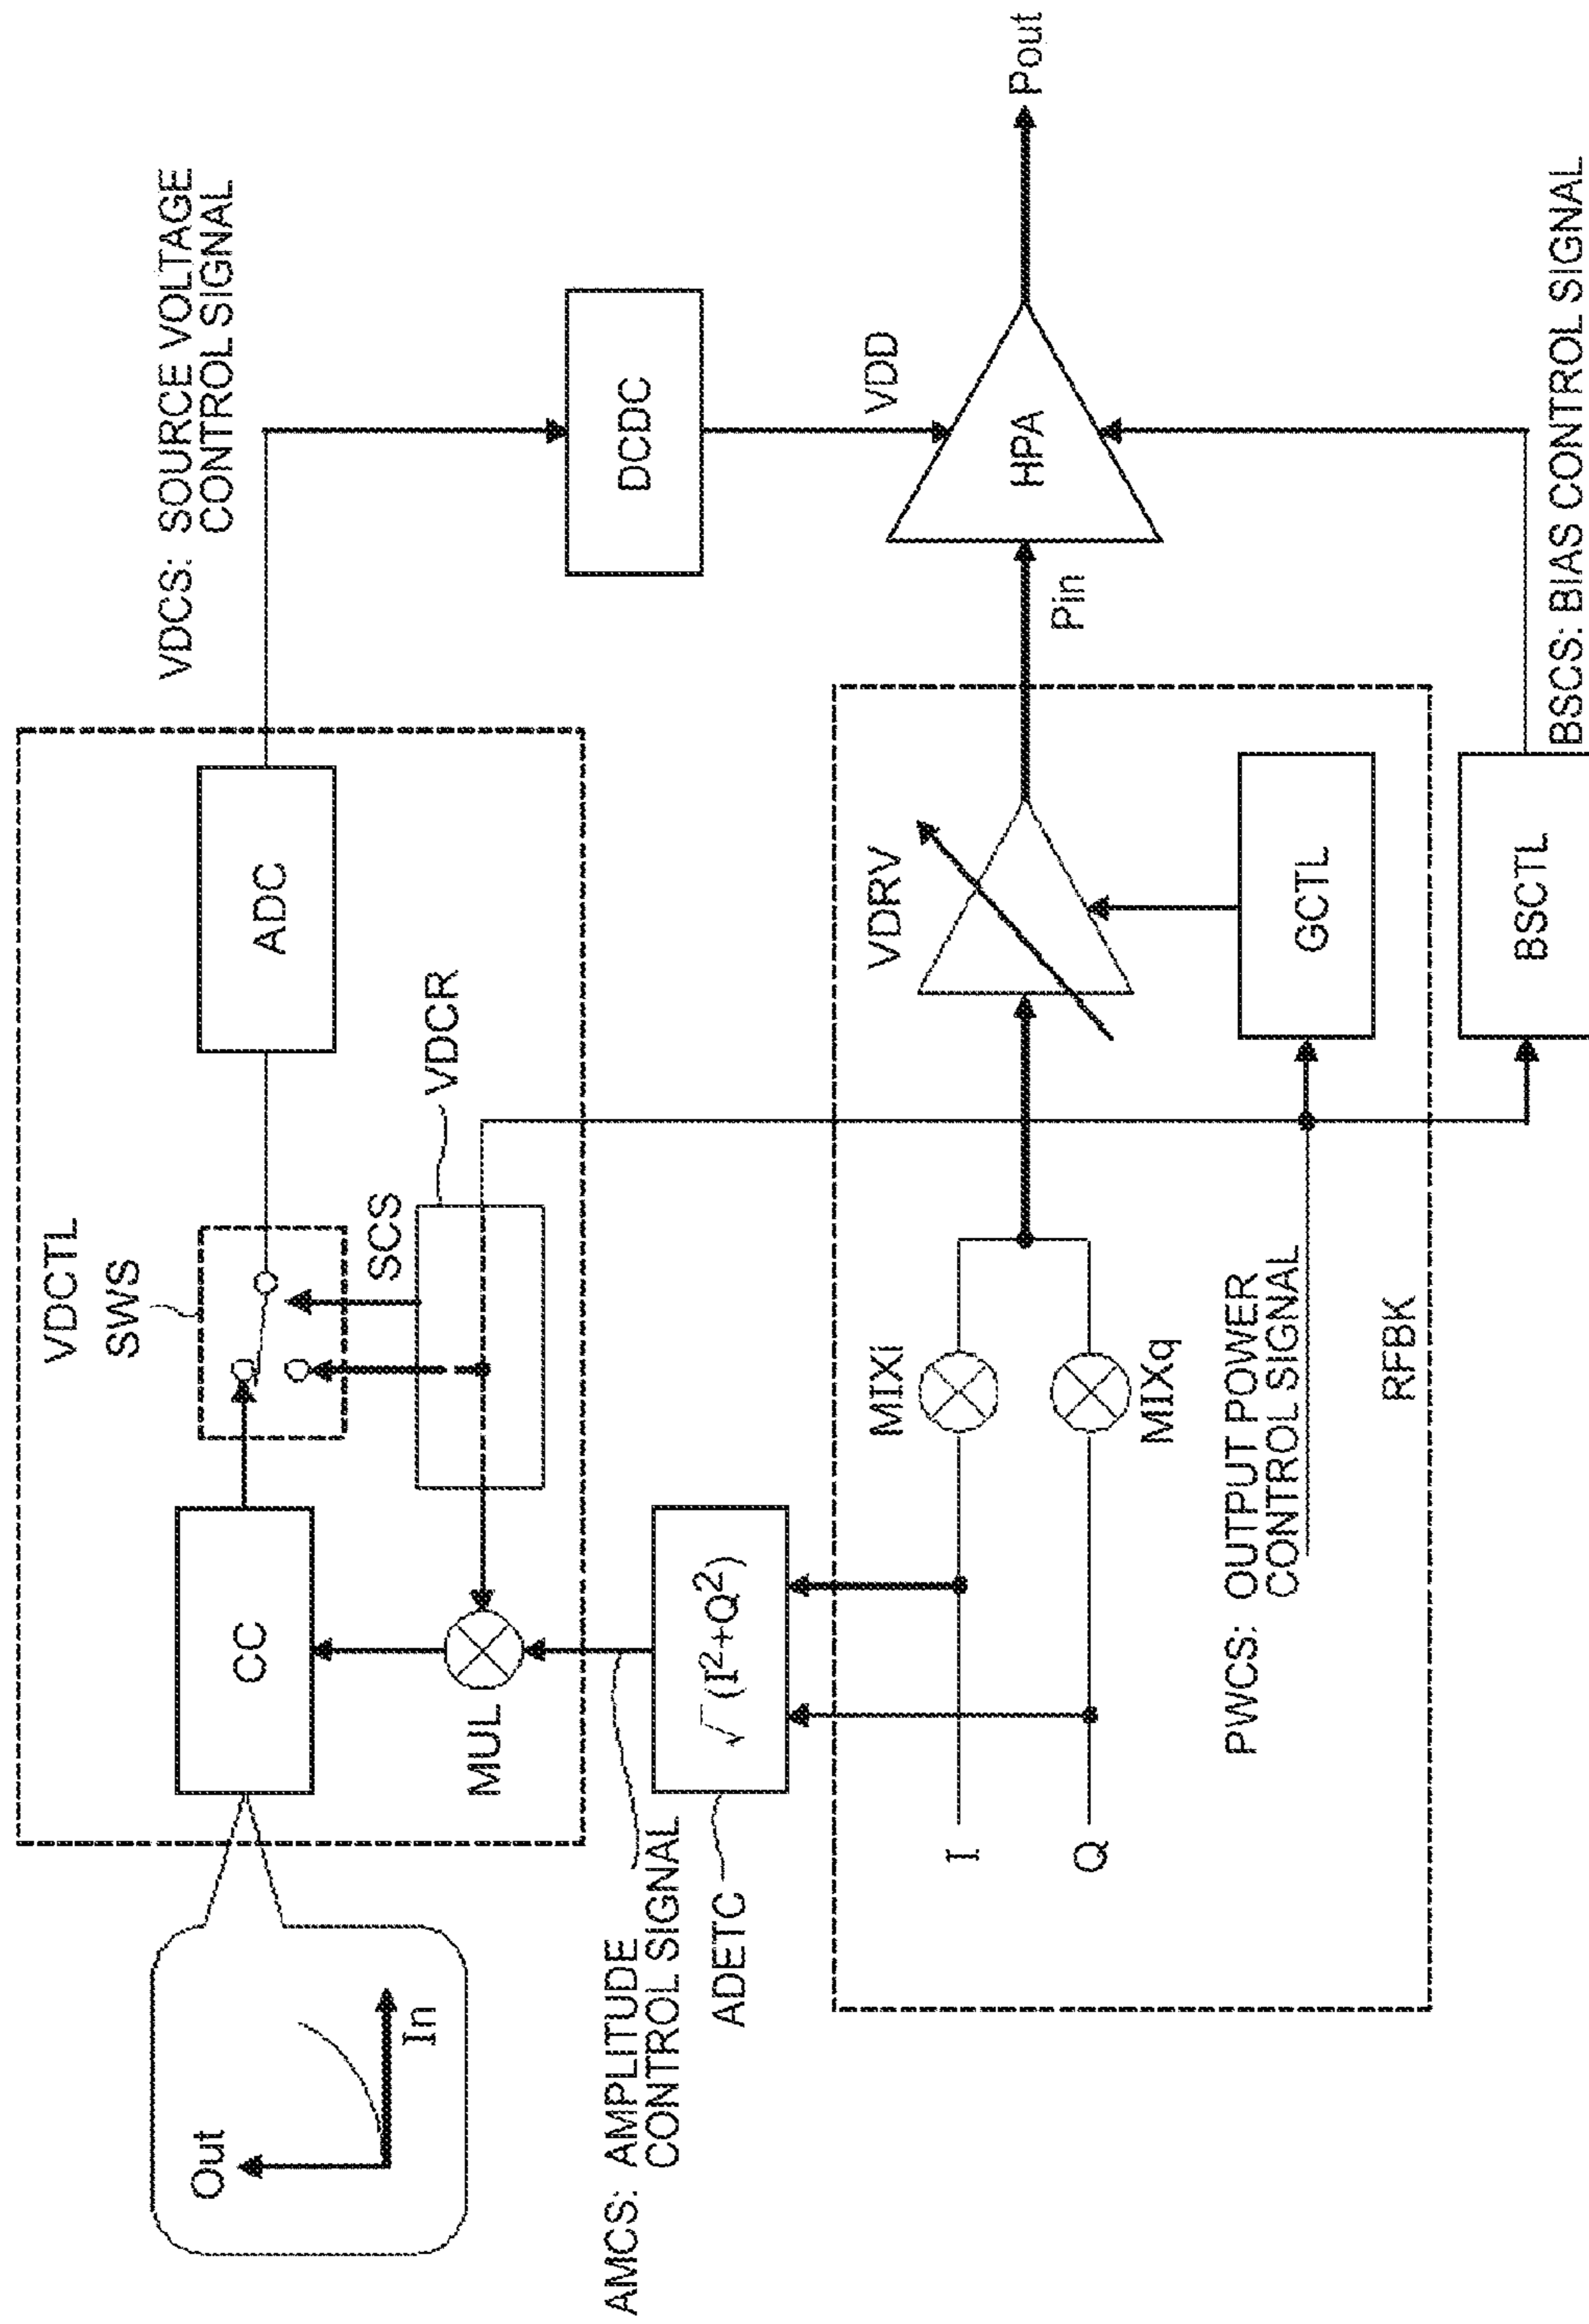 VDCS: SOURCE VOLTAGE
CONTROL SIGNAL
VDCTL
SWS
ADC
CC
Out
In
SCS
VDCR
MUL
DCDC
VDD
AMCS: AMPLITUDE
CONTROL SIGNAL
ADETC
√(I²+Q²)
I
Q
MIXi
MIXq
VDRV
Pin
HPA
Pout
PWCS: OUTPUT POWER
CONTROL SIGNAL
GCTL
RFBK
BSCTL
BSCS: BIAS CONTROL SIGNAL